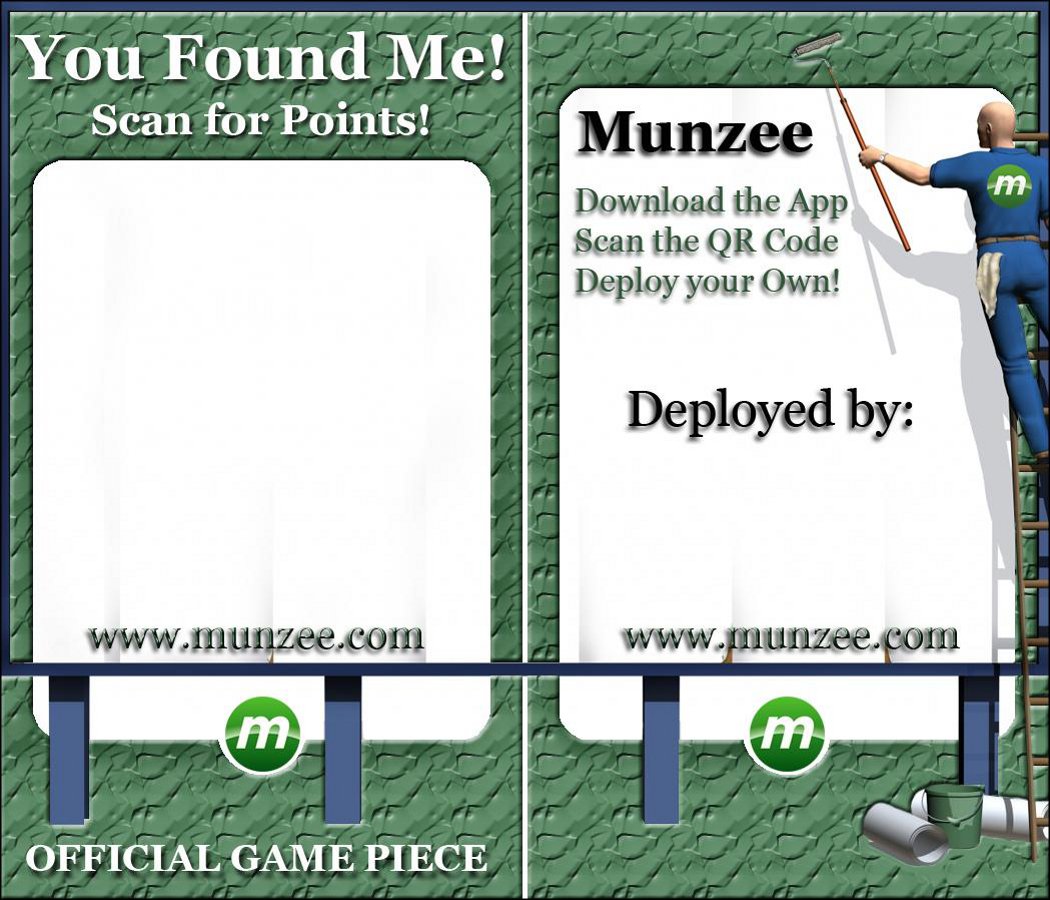 You Found Me!
Scan for Points!
www.munzee.com
m
OFFICIAL GAME PIECE
Munzee
Download the App
Scan the QR Code
Deploy your Own!
m
Deployed by:
www.munzee.com
m